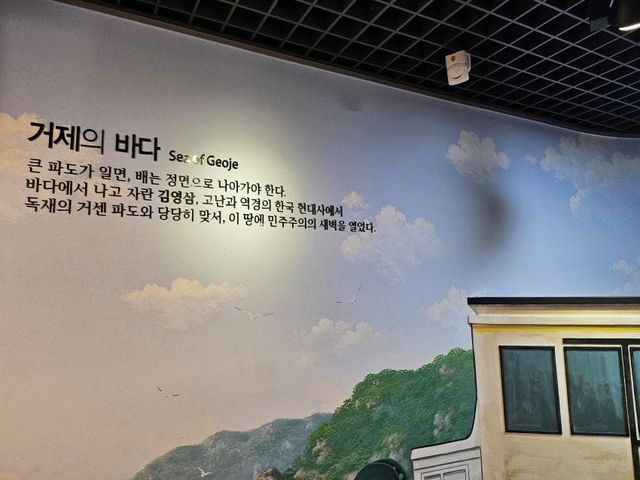 거제의 바다 Sea of Geoje
큰 파도가 일면, 배는 정면으로 나아가야 한다.
바다에서 나고 자란 김영삼, 고난과 역경의 한국 현대사에서
독재의 거센 파도와 당당히 맞서, 이 땅에 민주주의의 새벽을 열었다.